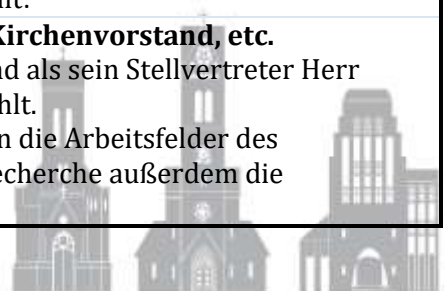 Kirchenvorstand, etc.
nd als sein Stellvertreter Herr
hlt.
n die Arbeitsfelder des
echerche außerdem die